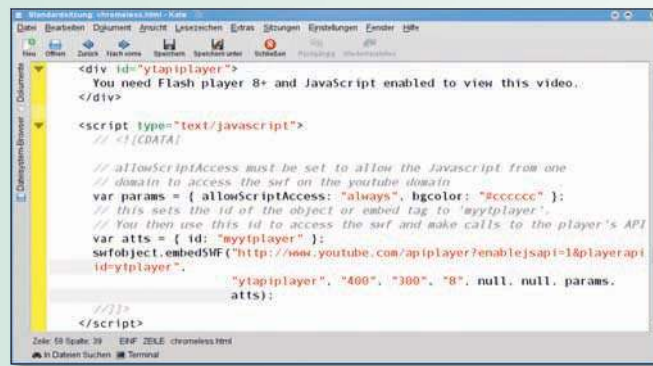 Standardsitzung: chromeless.html - Kate
Datei Bearbeiten Dokument Ansicht Lesezeichen Extras Sitzungen Einstellungen Fenster Hilfe
Neu Öffnen Zurück Nach vorne Speichern Speichern unter Schließen Rückgängig Wiederherstellen
Dokumente
Dateisystem-Browser
<div id="ytapiplayer">
You need Flash player 8+ and JavaScript enabled to view this video.
</div>
<script type="text/javascript">
// <![CDATA[
// allowScriptAccess must be set to allow the Javascript from one
// domain to access the swf on the youtube domain
var params = { allowScriptAccess: "always", bgcolor: "#cccccc" };
// this sets the id of the object or embed tag to 'myytplayer'.
// You then use this id to access the swf and make calls to the player's API
var atts = { id: "myytplayer" };
swfobject.embedSWF("http://www.youtube.com/apiplayer?enablejsapi=1&playerapi
id=ytplayer",
"ytapiplayer", "400", "300", "8", null, null, params,
atts);
//]]>
</script>
Zeile: 59 Spalte: 39 EINF ZEILE chromeless.html
In Dateien Suchen Terminal